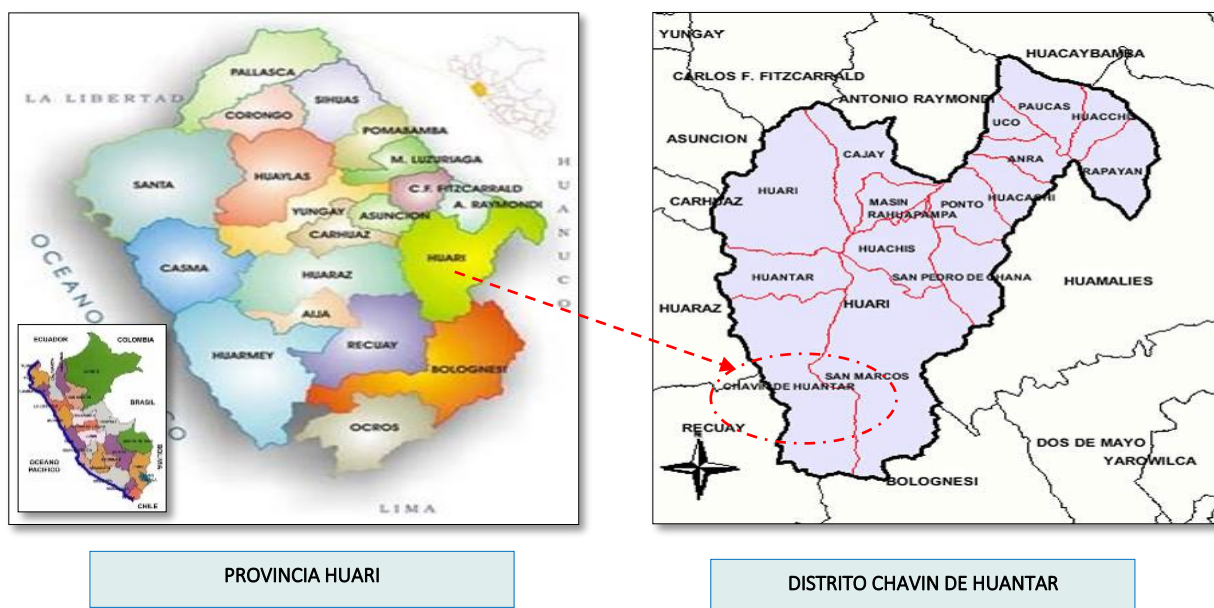 PALLASCA
LA LIBERTAD
SIHUAS
CORONGO
POMABAMBA
M. LUZURIAGA
HUANUCO
SANTA
HUAYLAS
C.F. FITZCARRALD
A. RAYMONDI
YUNGAY
ASUNCION
CARHUAZ
OCEANO
CASMA
HUARAZ
HUARI
AIJA
HUARMEY
RECUAY
BOLOGNESI
OCROS
LIMA
ECUADOR
COLOMBIA
BRASIL
OCEANO
PACIFICO
BOLIVIA
CHILE
PROVINCIA HUARI
YUNGAY
HUACAYBAMBA
CARLOS F. FITZCARRALD
ANTONIO RAYMONDI
PAUCAS
UCO
HUACCHI
ASUNCION
CAJAY
ANRA
RAPAYAN
HUARI
MASIN
RAHUAPAMPA
PONTO
HUACACHI
CARHUAZ
HUACHIS
HUANTAR
SAN PEDRO DE CHANA
HUAMALIES
HUARAZ
HUARI
SAN MARCOS
CHAVIN DE HUANTAR
RECUAY
DOS DE MAYO
YAROWILCA
BOLOGNESI
DISTRITO CHAVIN DE HUANTAR